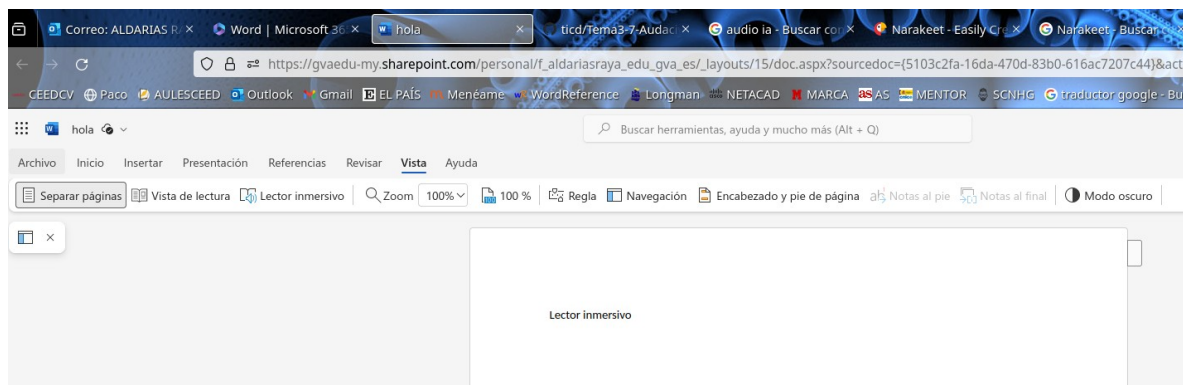 Correo: ALDARIAS R
Word | Microsoft 36
hola
ticd/Tema3-7-Audac
audio ia - Buscar con
Narakeet - Easily Cre
Narakeet - Buscar
https://gvaedu-my.sharepoint.com/personal/f_aldariasraya_edu_gva_es/_layouts/15/doc.aspx?sourcedoc={5103c2fa-16da-470d-83b0-616ac7207c44}&act
CEEDCV Paco AULESCEED Outlook Gmail EL PAÍS Menéame WordReference Longman NETACAD MARCA AS MENTOR SCNHG traductor google - Bu
hola
Buscar herramientas, ayuda y mucho más (Alt + Q)
Archivo Inicio Insertar Presentación Referencias Revisar Vista Ayuda
Separar páginas Vista de lectura Lector inmersivo Zoom 100% 100 % Regla Navegación Encabezado y pie de página Notas al pie Notas al final Modo oscuro
Lector inmersivo